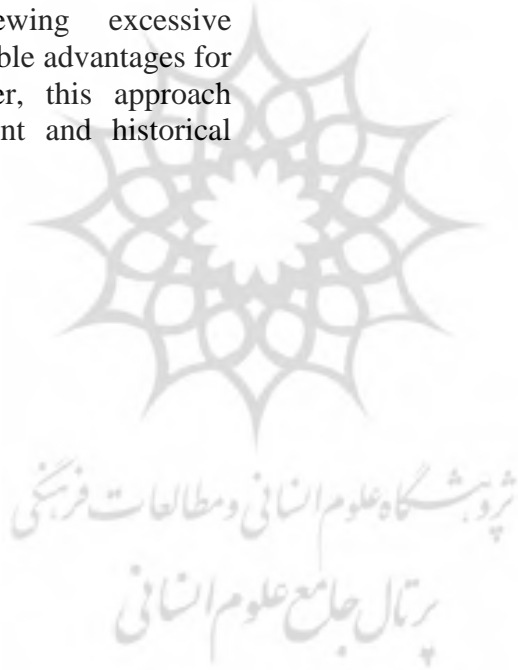 ewing excessive
ble advantages for
er, this approach
nt and historical
پژوهشگاه علوم انسانی و مطالعات فرهنگی
پرتال جامع علوم انسانی